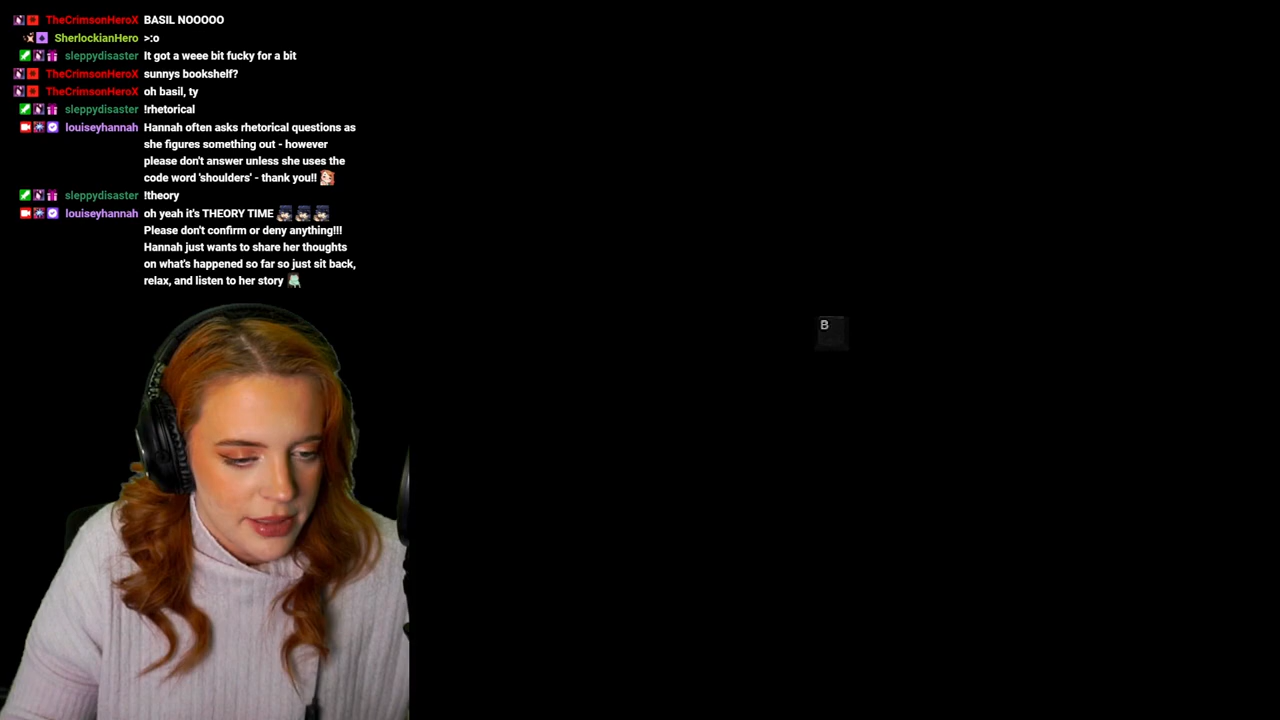 TheCrimsonHeroX BASIL NOOOOO
SherlockianHero >:o
sleppydisaster It got a weee bit fucky for a bit
TheCrimsonHeroX sunnys bookshelf?
TheCrimsonHeroX oh basil, ty
sleppydisaster !rhetorical
louiseyhannah Hannah often asks rhetorical questions as
she figures something out - however
please don't answer unless she uses the
code word 'shoulders' - thank you!!
sleppydisaster !theory
louiseyhannah oh yeah it's THEORY TIME
Please don't confirm or deny anything!!!
Hannah just wants to share her thoughts
on what's happened so far so just sit back,
relax, and listen to her story
B